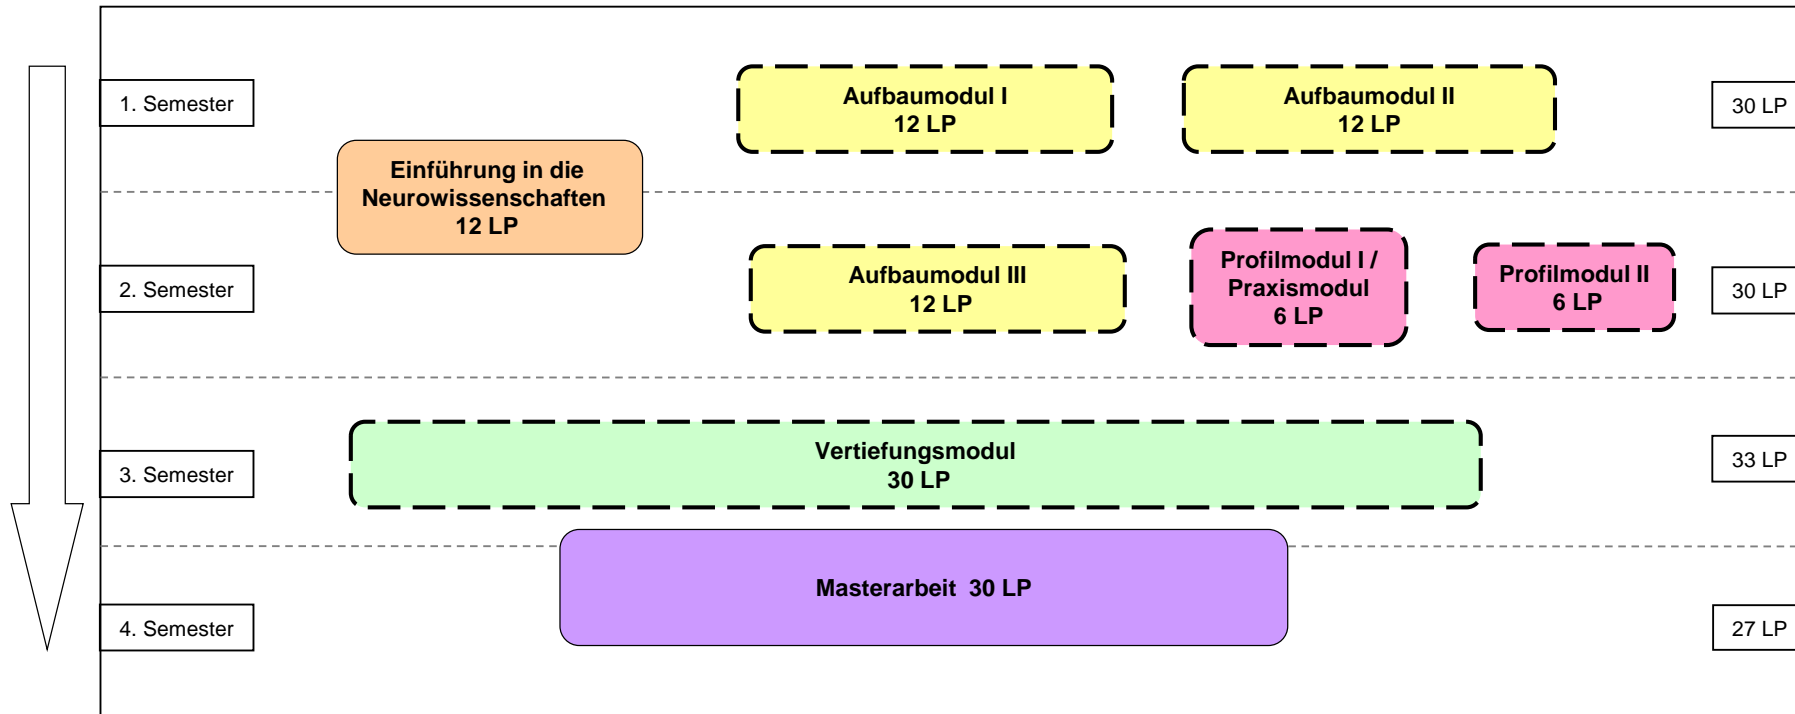 1. Semester
Aufbaumodul I
12 LP
Aufbaumodul II
12 LP
30 LP
Einführung in die
Neurowissenschaften
12 LP
2. Semester
Aufbaumodul III
12 LP
Profilmodul I /
Praxismodul
6 LP
Profilmodul II
6 LP
30 LP
3. Semester
Vertiefungsmodul
30 LP
33 LP
Masterarbeit 30 LP
4. Semester
27 LP